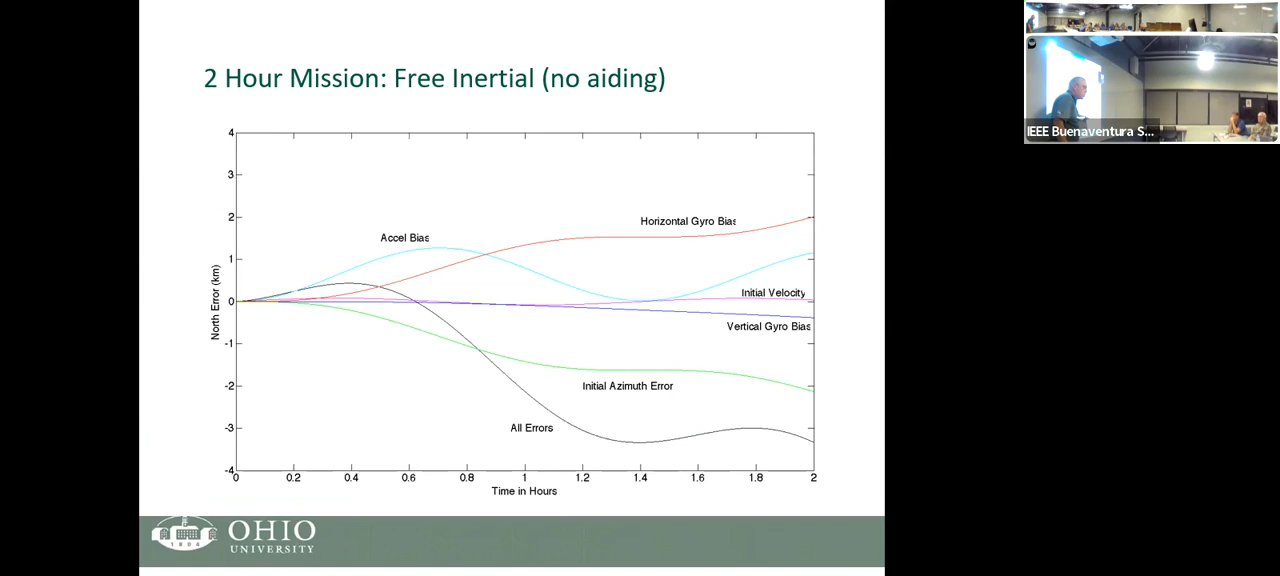 2 Hour Mission: Free Inertial (no aiding)
4
3
2
1
0
-1
-2
-3
-4
North Error (km)
Horizontal Gyro Bias
Accel Bias
Initial Velocity
Vertical Gyro Bias
Initial Azimuth Error
All Errors
0 0.2 0.4 0.6 0.8 1 1.2 1.4 1.6 1.8 2
Time in Hours
1804
OHIO
UNIVERSITY
IEEE Buenaventura S...